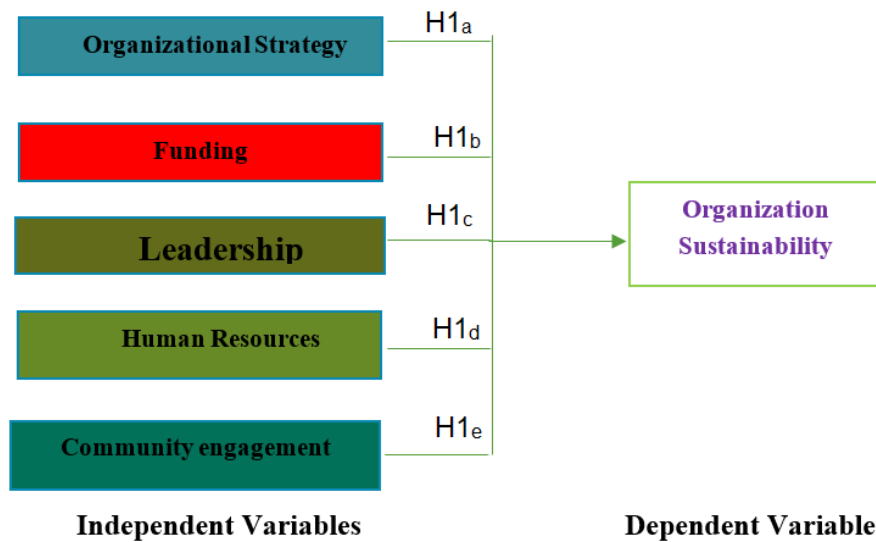 Organizational Strategy
H1a
Funding
H1b
Leadership
H1c
Human Resources
H1d
Community engagement
H1e
Organization
Sustainability
Independent Variables
Dependent Variable